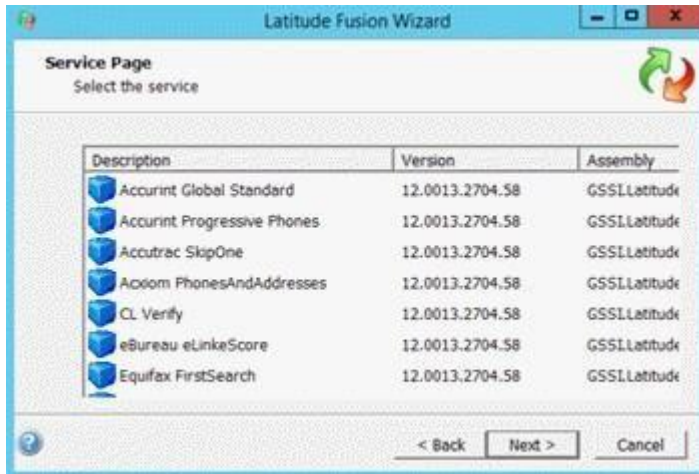 Latitude Fusion Wizard
Service Page
Select the service
Description Version Assembly
Accurint Global Standard 12.0013.2704.58 GSSI.Latitude
Accurint Progressive Phones 12.0013.2704.58 GSSI.Latitude
Accutrac SkipOne 12.0013.2704.58 GSSI.Latitude
Acxiom PhonesAndAddresses 12.0013.2704.58 GSSI.Latitude
CL Verify 12.0013.2704.58 GSSI.Latitude
eBureau eLinkeScore 12.0013.2704.58 GSSI.Latitude
Equifax FirstSearch 12.0013.2704.58 GSSI.Latitude
< Back Next > Cancel